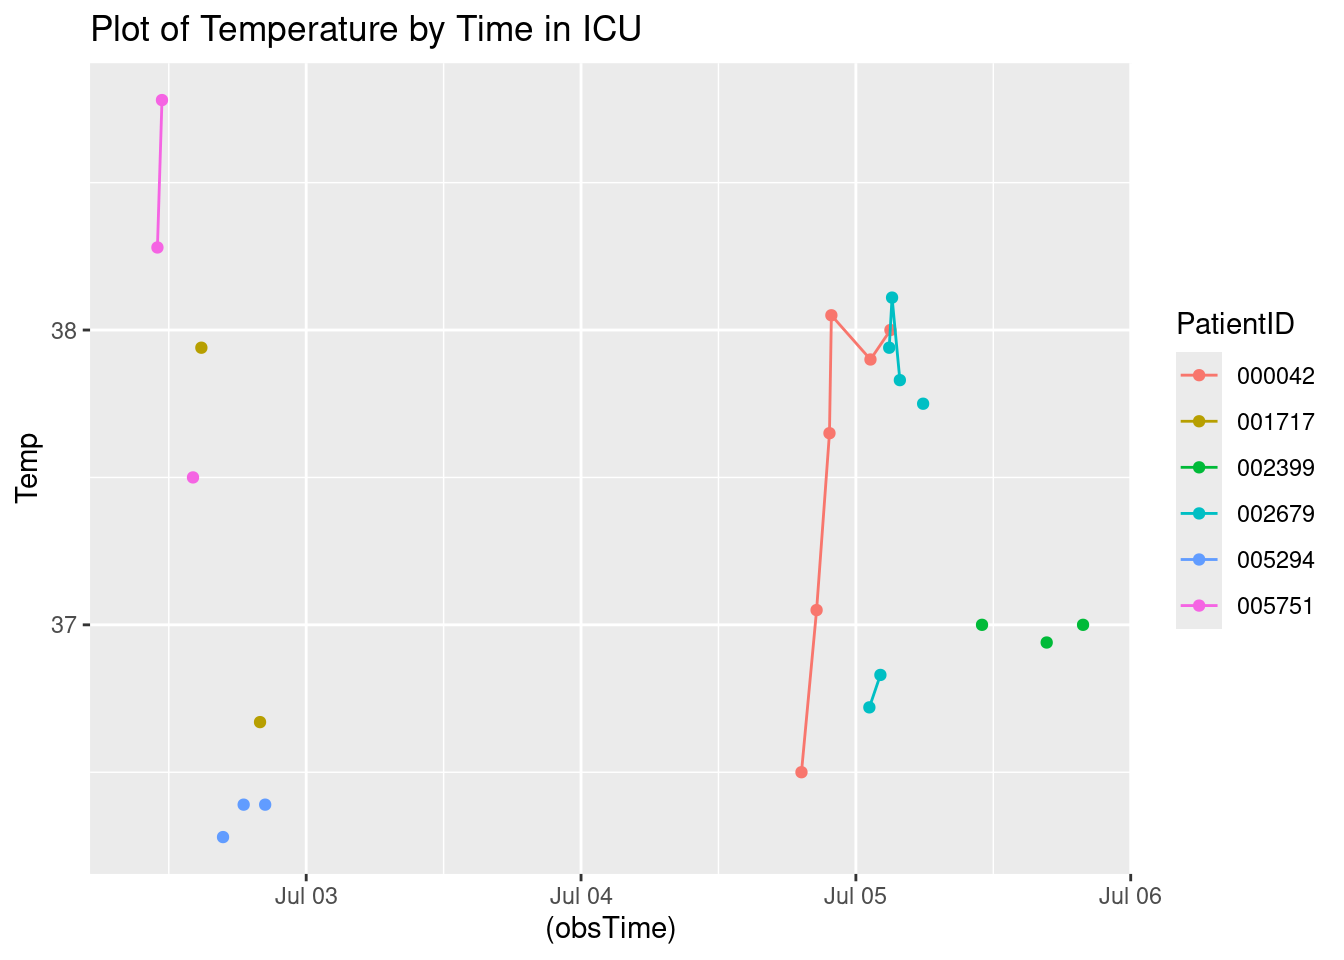 Plot of Temperature by Time in ICU
Temp
38
37
Jul 03
Jul 04
Jul 05
Jul 06
(obsTime)
PatientID
000042
001717
002399
002679
005294
005751